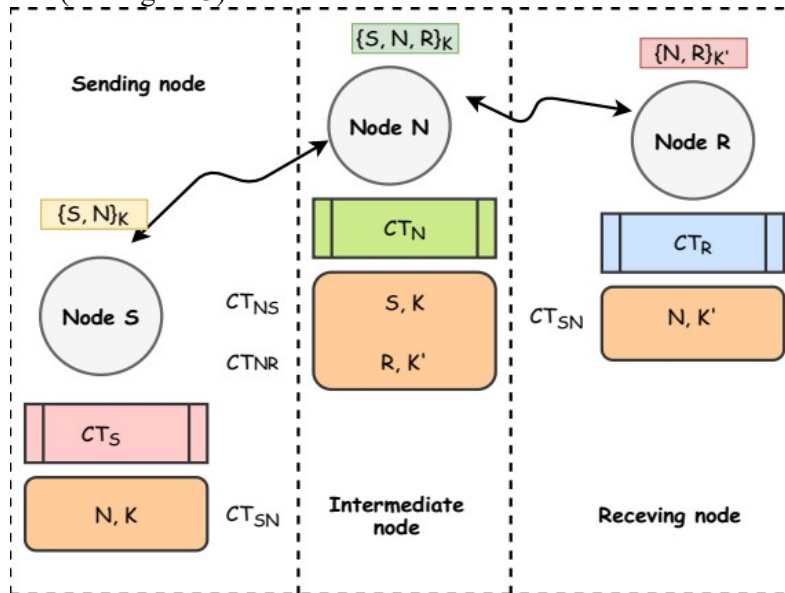 Sending node
{S, N}K
Node S
CTS
N, K
CTSN
{S, N, R}K
Node N
CTN
CTNS
S, K
CTNR
R, K'
Intermediate
node
{N, R}K'
Node R
CTR
CTSN
N, K'
Receving node